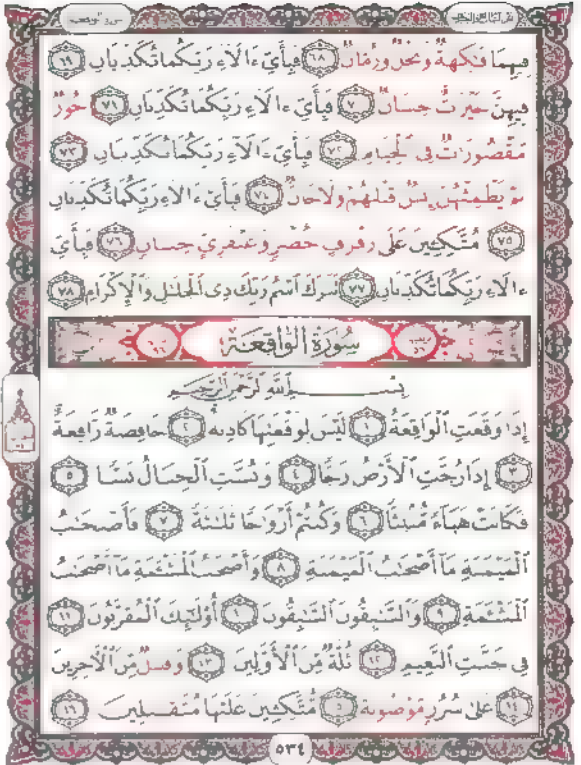 فِيهِمَا فَٰكِهَةٌ وَنَخْلٌ وَرُمَّانٌ ٦٨ فَبِأَىِّ ءَالَآءِ رَبِّكُمَا تُكَذِّبَانِ ٦٩
فِيهِنَّ خَيْرَٰتٌ حِسَانٌ ٧٠ فَبِأَىِّ ءَالَآءِ رَبِّكُمَا تُكَذِّبَانِ ٧١ حُورٌ
مَّقْصُورَٰتٌ فِى ٱلْخِيَامِ ٧٢ فَبِأَىِّ ءَالَآءِ رَبِّكُمَا تُكَذِّبَانِ ٧٣
لَمْ يَطْمِثْهُنَّ إِنسٌ قَبْلَهُمْ وَلَا جَآنٌّ ٧٤ فَبِأَىِّ ءَالَآءِ رَبِّكُمَا تُكَذِّبَانِ
٧٥ مُتَّكِـِٔينَ عَلَىٰ رَفْرَفٍ خُضْرٍ وَعَبْقَرِىٍّ حِسَانٍ ٧٦ فَبِأَىِّ
ءَالَآءِ رَبِّكُمَا تُكَذِّبَانِ ٧٧ تَبَٰرَكَ ٱسْمُ رَبِّكَ ذِى ٱلْجَلَٰلِ وَٱلْإِكْرَامِ ٧٨
سُورَةُ الوَاقِعَة
بِسْمِ ٱللَّهِ ٱلرَّحْمَٰنِ ٱلرَّحِيمِ
إِذَا وَقَعَتِ ٱلْوَاقِعَةُ ١ لَيْسَ لِوَقْعَتِهَا كَاذِبَةٌ ٢ خَافِضَةٌ رَّافِعَةٌ
٣ إِذَا رُجَّتِ ٱلْأَرْضُ رَجًّا ٤ وَبُسَّتِ ٱلْجِبَالُ بَسًّا ٥
فَكَانَتْ هَبَآءً مُّنۢبَثًّا ٦ وَكُنتُمْ أَزْوَٰجًا ثَلَٰثَةً ٧ فَأَصْحَٰبُ
ٱلْمَيْمَنَةِ مَآ أَصْحَٰبُ ٱلْمَيْمَنَةِ ٨ وَأَصْحَٰبُ ٱلْمَشْـَٔمَةِ مَآ أَصْحَٰبُ
ٱلْمَشْـَٔمَةِ ٩ وَٱلسَّٰبِقُونَ ٱلسَّٰبِقُونَ ١٠ أُو۟لَٰٓئِكَ ٱلْمُقَرَّبُونَ ١١
فِى جَنَّٰتِ ٱلنَّعِيمِ ١٢ ثُلَّةٌ مِّنَ ٱلْأَوَّلِينَ ١٣ وَقَلِيلٌ مِّنَ ٱلْءَاخِرِينَ
١٤ عَلَىٰ سُرُرٍ مَّوْضُونَةٍ ١٥ مُّتَّكِـِٔينَ عَلَيْهَا مُتَقَٰبِلِينَ ١٦
٥٣٤